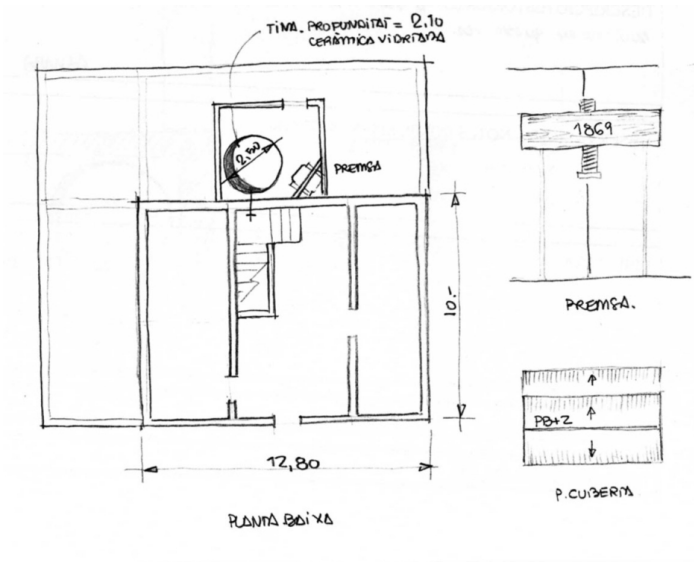 TINA. PROFUNDITAT = 2.10
CERÀMICA VIDRIADA
2,50
PREMSA
1869
PREMSA.
10.-
PB+2
P. CUBERTA
12,80
PLANTA BAIXA